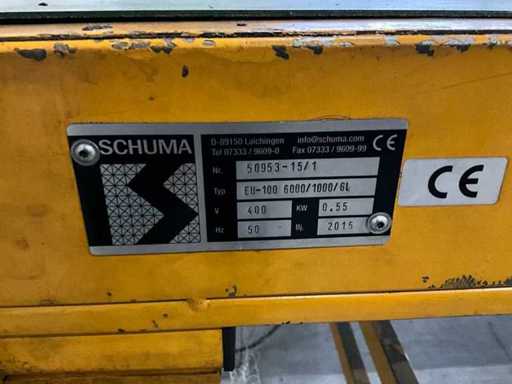 SCHUMA
D-89150 Laichingen info@schuma.com
Tel 07333 / 9609-0 Fax 07333 / 9609-99
Nr. 50953-15/1
Typ EU-100 6000/1000/GL
V 400 KW 0.55
Hz 50 Bj. 2015
CE
CE